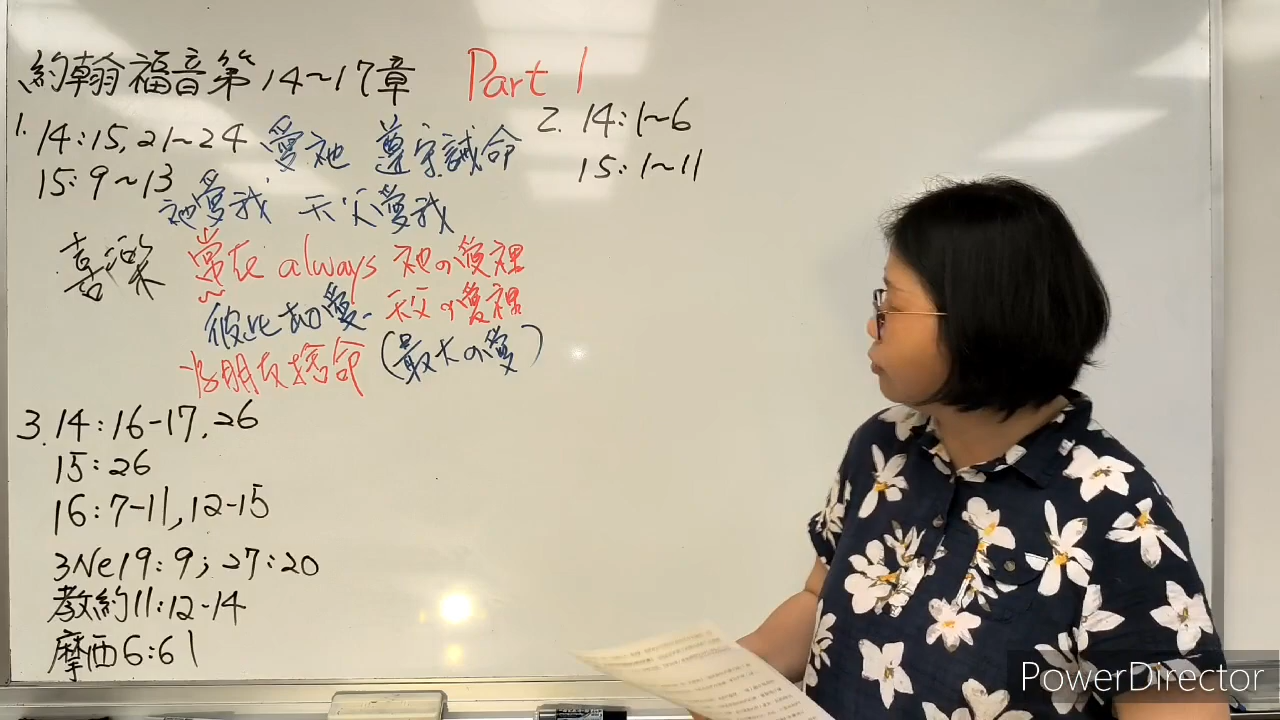 約翰福音第14~17章 Part 1
1. 14:15, 21~24 愛祂 遵守誡命
15:9~13
祂愛我 天父愛我
喜樂 常在 always 祂の愛裡
彼此相愛. 天父の愛裡
為朋友捨命 (最大の愛)
2. 14:1~6
15:1~11
3. 14:16-17, 26
15:26
16:7-11, 12-15
3Ne19:9; 27:20
教約11:12-14
摩西6:61
PowerDirector